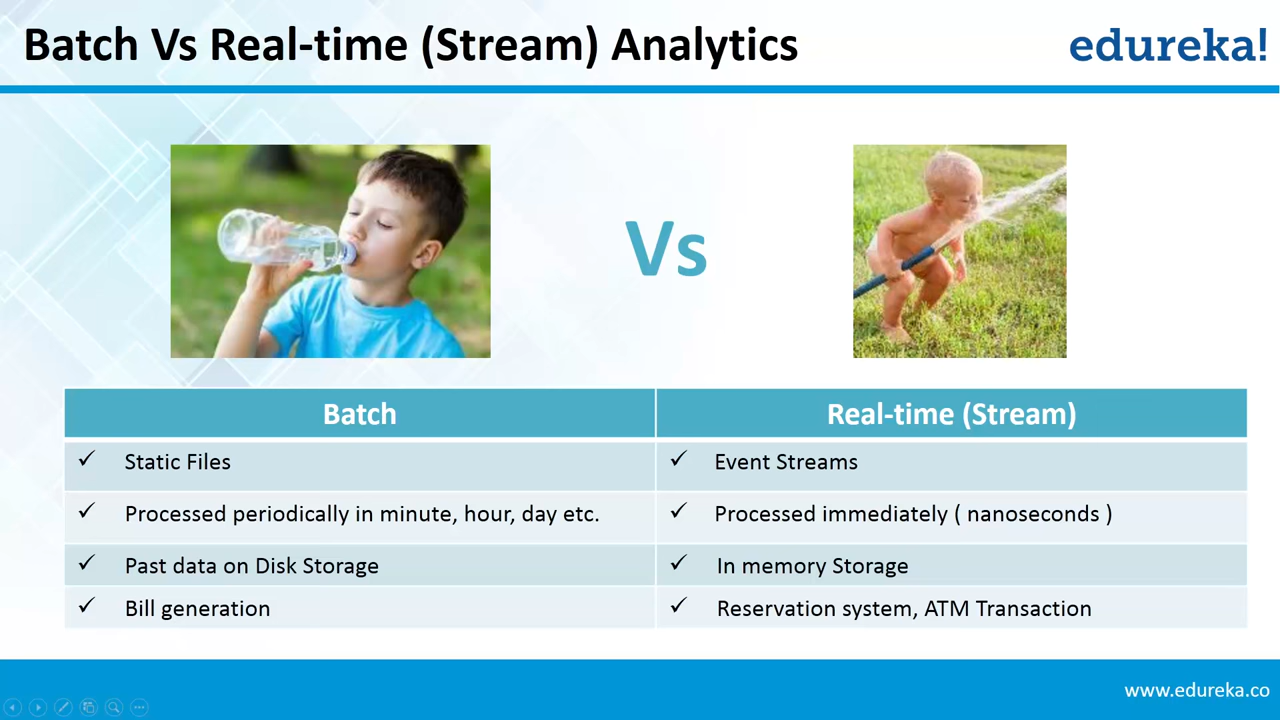 Batch Vs Real-time (Stream) Analytics
edureka!
Vs
Batch
Real-time (Stream)
✓ Static Files
✓ Event Streams
✓ Processed periodically in minute, hour, day etc.
✓ Processed immediately ( nanoseconds )
✓ Past data on Disk Storage
✓ In memory Storage
✓ Bill generation
✓ Reservation system, ATM Transaction
www.edureka.co